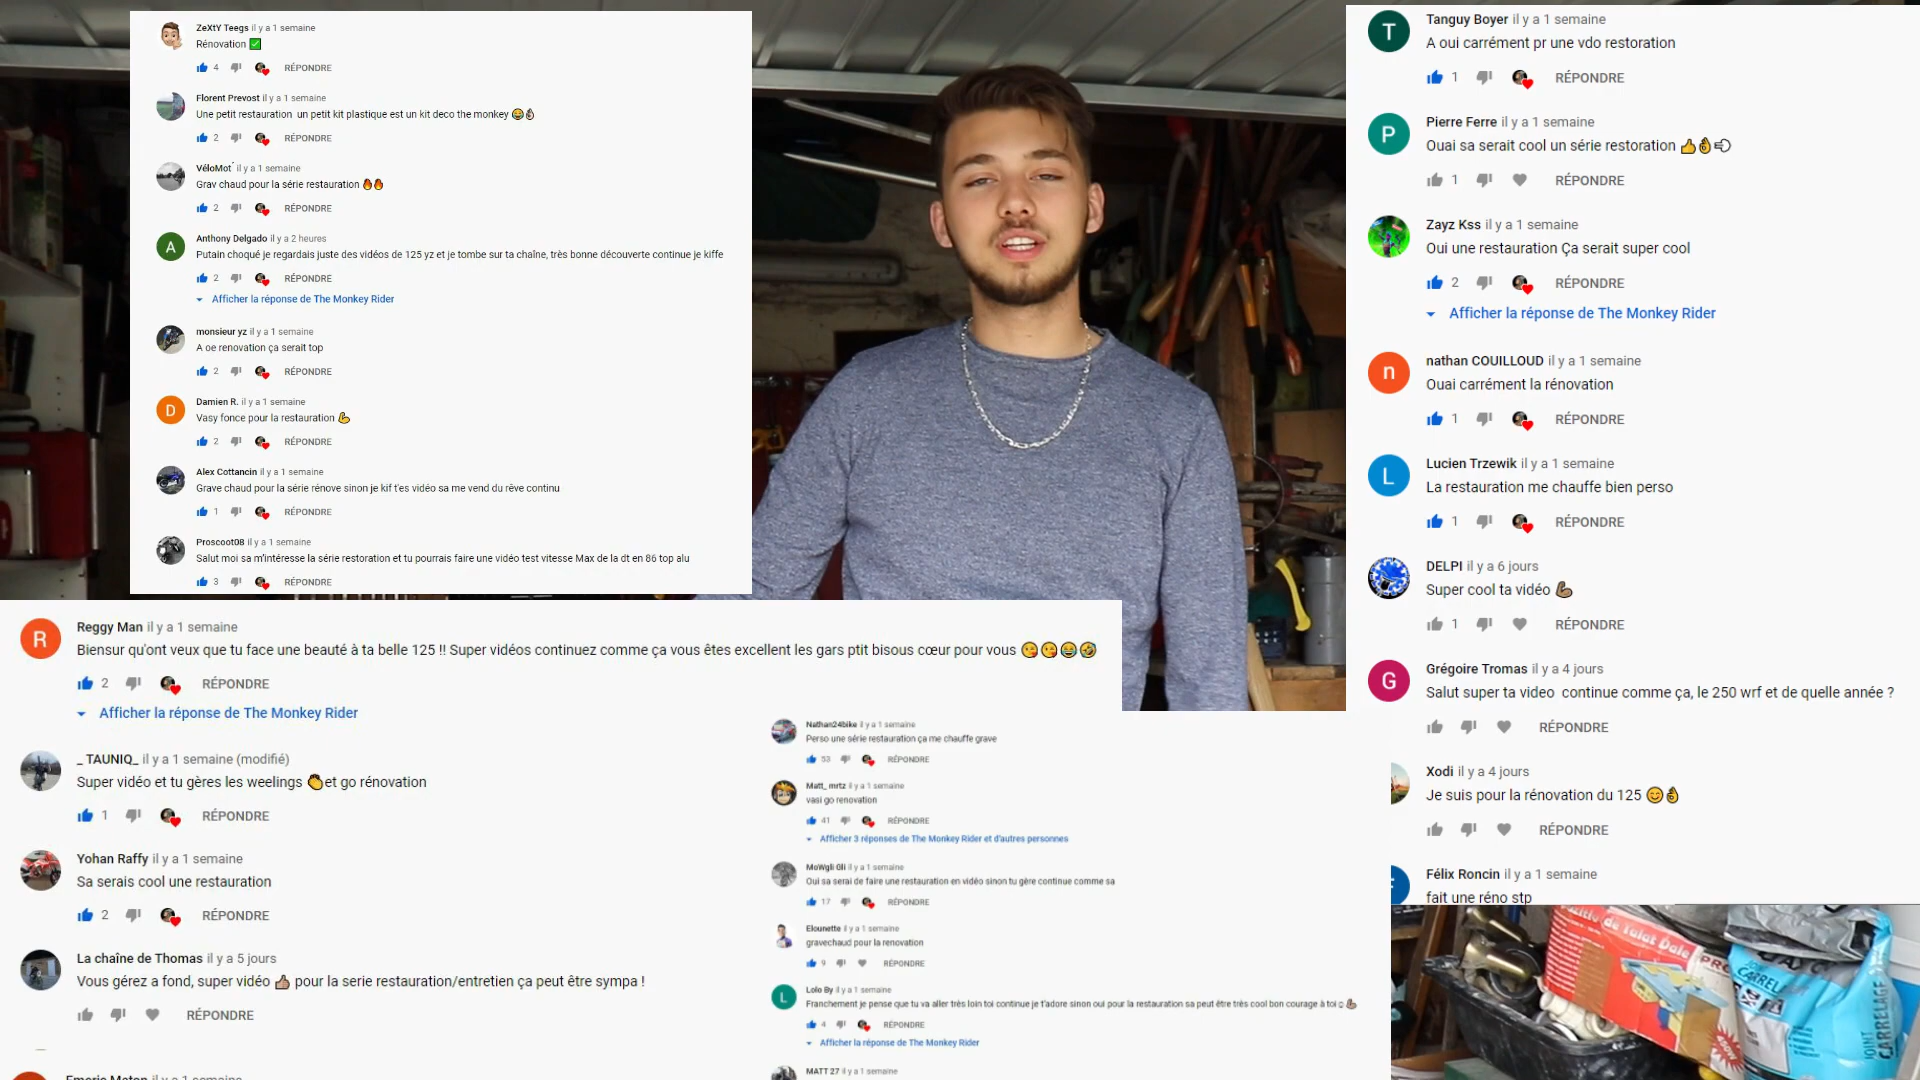 ZeXtY Teegs il y a 1 semaine
Rénovation ✅
4 RÉPONDRE
Florent Prevost il y a 1 semaine
Une petit restauration un petit kit plastique est un kit deco the monkey 😂👌
2 RÉPONDRE
VéloMot´ il y a 1 semaine
Grav chaud pour la série restauration 🔥🔥
2 RÉPONDRE
A
Anthony Delgado il y a 2 heures
Putain choqué je regardais juste des vidéos de 125 yz et je tombe sur ta chaîne, très bonne découverte continue je kiffe
2 RÉPONDRE
Afficher la réponse de The Monkey Rider
monsieur yz il y a 1 semaine
A oe renovation ça serait top
2 RÉPONDRE
D
Damien R. il y a 1 semaine
Vasy fonce pour la restauration 💪
2 RÉPONDRE
Alex Cottancin il y a 1 semaine
Grave chaud pour la série rénove sinon je kif t'es vidéo sa me vend du rêve continu
1 RÉPONDRE
Proscoot08 il y a 1 semaine
Salut moi sa m'intéresse la série restoration et tu pourrais faire une vidéo test vitesse Max de la dt en 86 top alu
3 RÉPONDRE
T
Tanguy Boyer il y a 1 semaine
A oui carrément pr une vdo restoration
1 RÉPONDRE
P
Pierre Ferre il y a 1 semaine
Ouai sa serait cool un série restoration 👍👌💨
1 RÉPONDRE
Zayz Kss il y a 1 semaine
Oui une restauration Ça serait super cool
2 RÉPONDRE
Afficher la réponse de The Monkey Rider
n
nathan COUILLOUD il y a 1 semaine
Ouai carrément la rénovation
1 RÉPONDRE
L
Lucien Trzewik il y a 1 semaine
La restauration me chauffe bien perso
1 RÉPONDRE
DELPI il y a 6 jours
Super cool ta vidéo 💪🏽
1 RÉPONDRE
G
Grégoire Tromas il y a 4 jours
Salut super ta video continue comme ça, le 250 wrf et de quelle année ?
RÉPONDRE
Xodi il y a 4 jours
Je suis pour la rénovation du 125 😊👌
RÉPONDRE
Félix Roncin il y a 1 semaine
fait une réno stp
R
Reggy Man il y a 1 semaine
Biensur qu'ont veux que tu face une beauté à ta belle 125 !! Super vidéos continuez comme ça vous êtes excellent les gars ptit bisous cœur pour vous 😘😘😂🤣
2 RÉPONDRE
Afficher la réponse de The Monkey Rider
_ TAUNIQ_ il y a 1 semaine (modifié)
Super vidéo et tu gères les weelings 👏et go rénovation
1 RÉPONDRE
Yohan Raffy il y a 1 semaine
Sa serais cool une restauration
2 RÉPONDRE
La chaîne de Thomas il y a 5 jours
Vous gérez a fond, super vidéo 👍🏽 pour la serie restauration/entretien ça peut être sympa !
RÉPONDRE
Emeric Maton il y a 1 semaine
Nathan24bike il y a 1 semaine
Perso une série restauration ça me chauffe grave
53 RÉPONDRE
Matt_ mrtz il y a 1 semaine
vasi go renovation
41 RÉPONDRE
Afficher 3 réponses de The Monkey Rider et d'autres personnes
MoWgli Gli il y a 1 semaine
Oui sa serai de faire une restauration en vidéo sinon tu gère continue comme sa
17 RÉPONDRE
Elounette il y a 1 semaine
gravechaud pour la renovation
9 RÉPONDRE
L
Lolo By il y a 1 semaine
Franchement je pense que tu va aller très loin toi continue je t'adore sinon oui pour la restauration sa peut être très cool bon courage à toi☺💪🏽
4 RÉPONDRE
Afficher la réponse de The Monkey Rider
MATT 27 il y a 1 semaine
JOINT
CARREL
JOINT
CARRELAGE